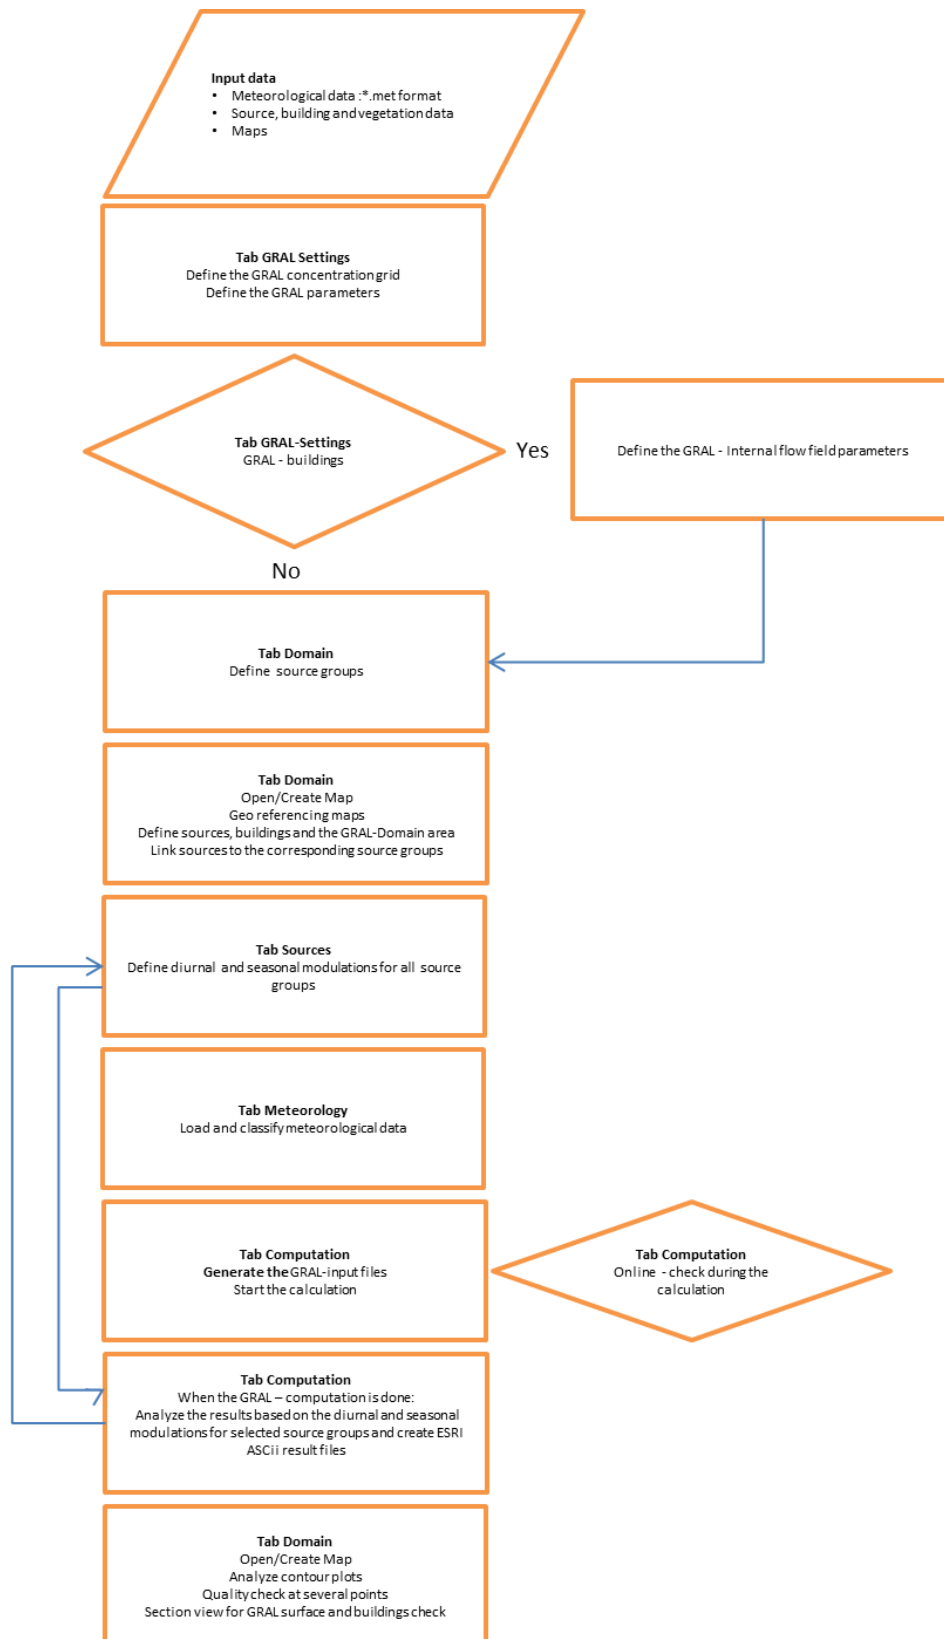 Input data
• Meteorological data :*.met format
• Source, building and vegetation data
• Maps
Tab GRAL Settings
Define the GRAL concentration grid
Define the GRAL parameters
Tab GRAL-Settings
GRAL - buildings
Yes
Define the GRAL - Internal flow field parameters
No
Tab Domain
Define source groups
Tab Domain
Open/Create Map
Geo referencing maps
Define sources, buildings and the GRAL-Domain area
Link sources to the corresponding source groups
Tab Sources
Define diurnal and seasonal modulations for all source
groups
Tab Meteorology
Load and classify meteorological data
Tab Computation
Generate the GRAL-input files
Start the calculation
Tab Computation
Online - check during the
calculation
Tab Computation
When the GRAL – computation is done:
Analyze the results based on the diurnal and seasonal
modulations for selected source groups and create ESRI
ASCii result files
Tab Domain
Open/Create Map
Analyze contour plots
Quality check at several points
Section view for GRAL surface and buildings check